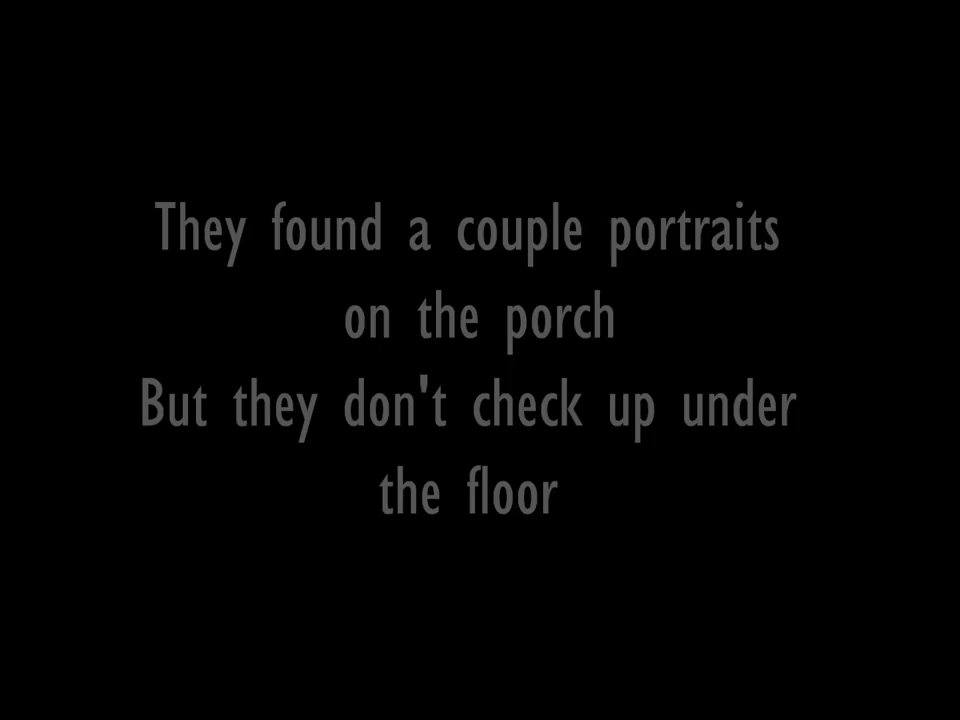 They found a couple portraits
on the porch
But they don't check up under
the floor